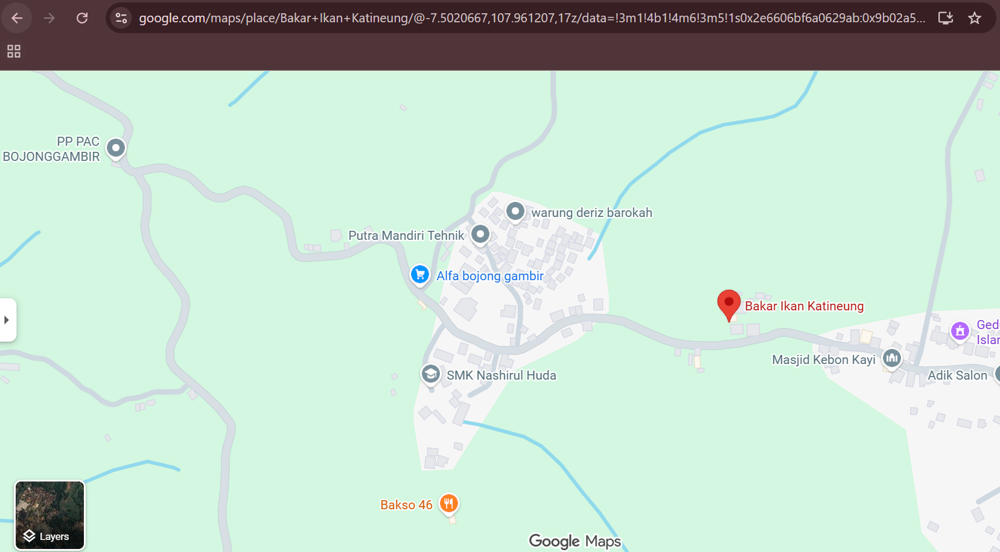 google.com/maps/place/Bakar+Ikan+Katineung/@-7.5020667,107.961207,17z/data=!3m1!4b1!4m6!3m5!1s0x2e6606bf6a0629ab:0x9b02a5...
PP PAC
BOJONGGAMBIR
warung deriz barokah
Putra Mandiri Tehnik
Alfa bojong gambir
Bakar Ikan Katineung
Ged
Islar
Masjid Kebon Kayi
Adik Salon
SMK Nashirul Huda
Bakso 46
Layers
Google Maps